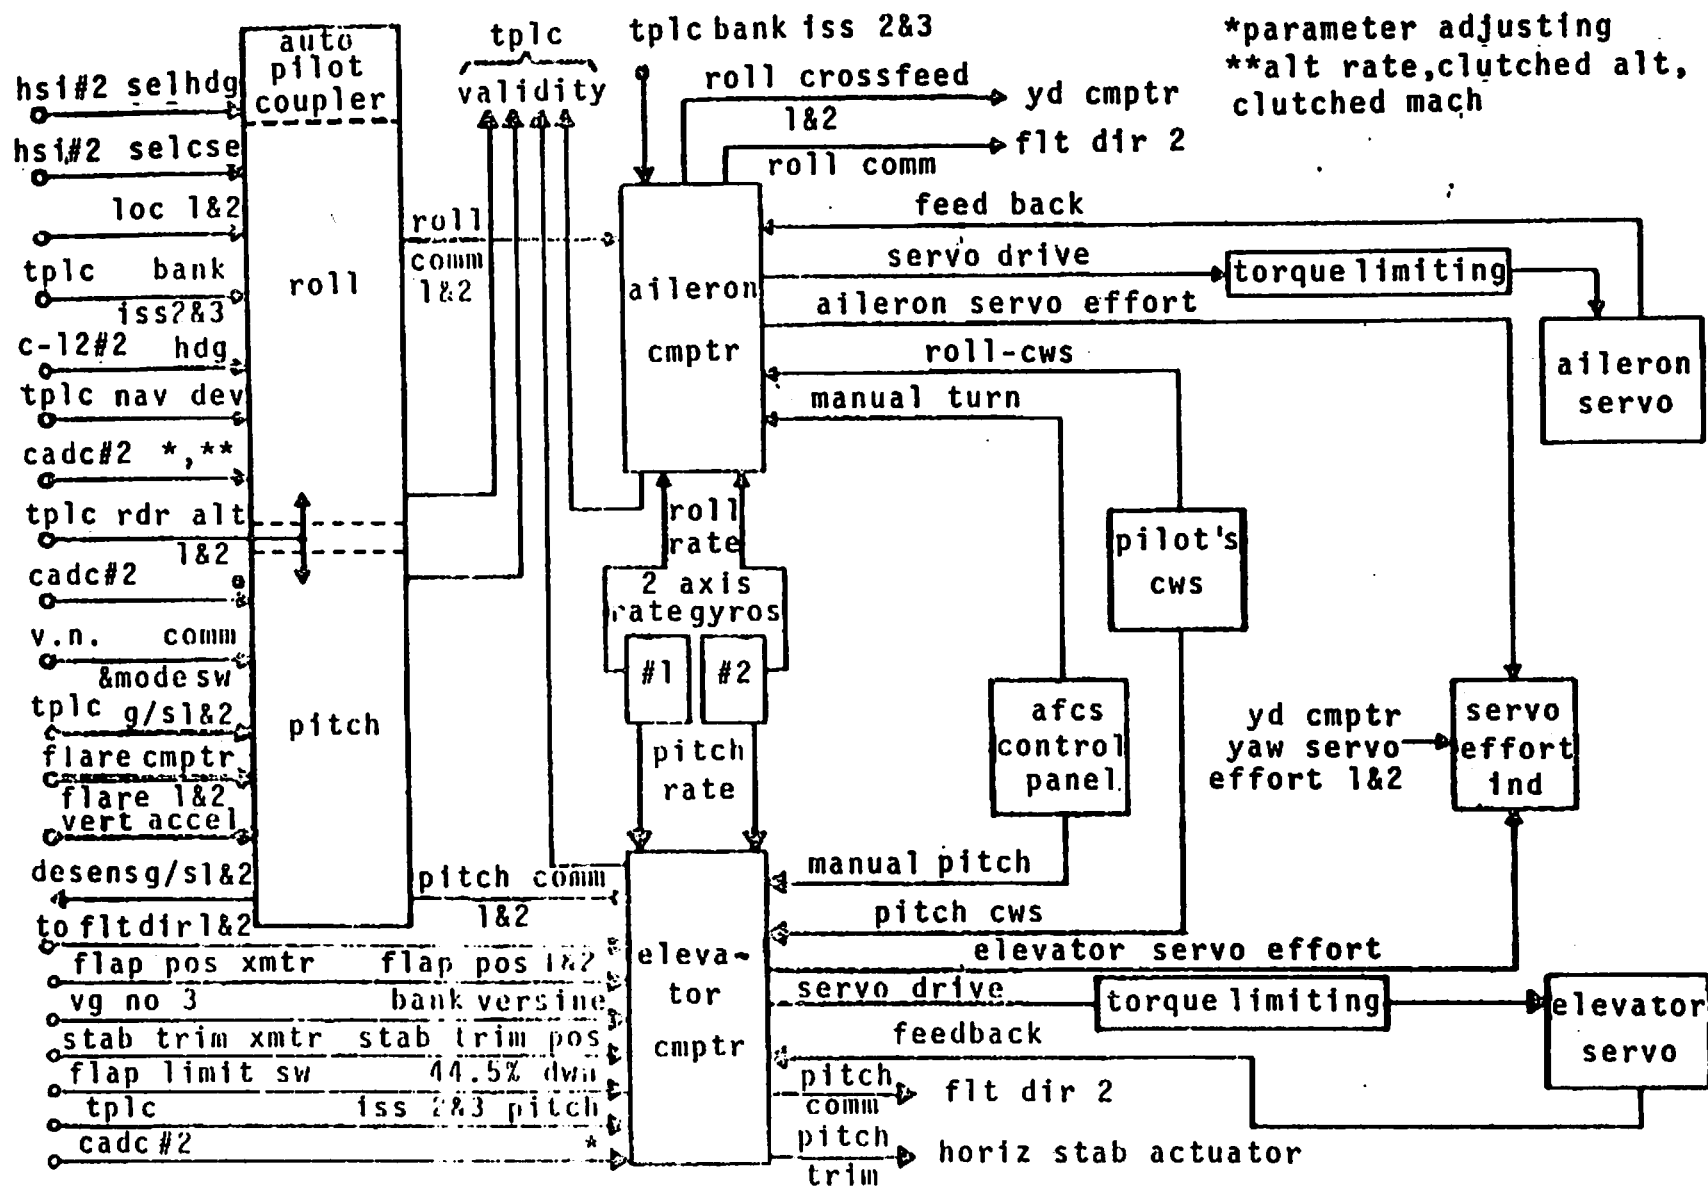 auto
pilot
coupler
hsi#2 selhdg
hsi#2 selcse
loc 1&2
tplc bank
iss2&3
c-12#2 hdg
tplc nav dev
cadc#2 *,**
tplc rdr alt
1&2
cadc#2
v.n. comm
&mode sw
tplc g/s1&2
flare cmptr
flare 1&2
vert accel
desensg/s1&2
to fltdir1&2
roll
pitch
tplc
validity
roll
comm
1&2
pitch comm
1&2
tplc bank iss 2&3
roll crossfeed
1&2
yd cmptr
roll comm
flt dir 2
*parameter adjusting
**alt rate,clutched alt,
clutched mach
aileron
cmptr
feed back
servo drive
torque limiting
aileron servo effort
aileron
servo
roll-cws
manual turn
roll
rate
2 axis
rate gyros
#1 #2
pitch
rate
pilot's
cws
afcs
control
panel
yd cmptr
yaw servo
effort 1&2
servo
effort
ind
manual pitch
pitch cws
elevator servo effort
eleva~
tor
cmptr
servo drive
torque limiting
elevator
servo
feedback
pitch
comm
flt dir 2
pitch
trim
horiz stab actuator
flap pos xmtr flap pos 1&2
vg no 3 bank versine
stab trim xmtr stab trim pos
flap limit sw 44.5% dwn
tplc iss 2&3 pitch
cadc#2 *